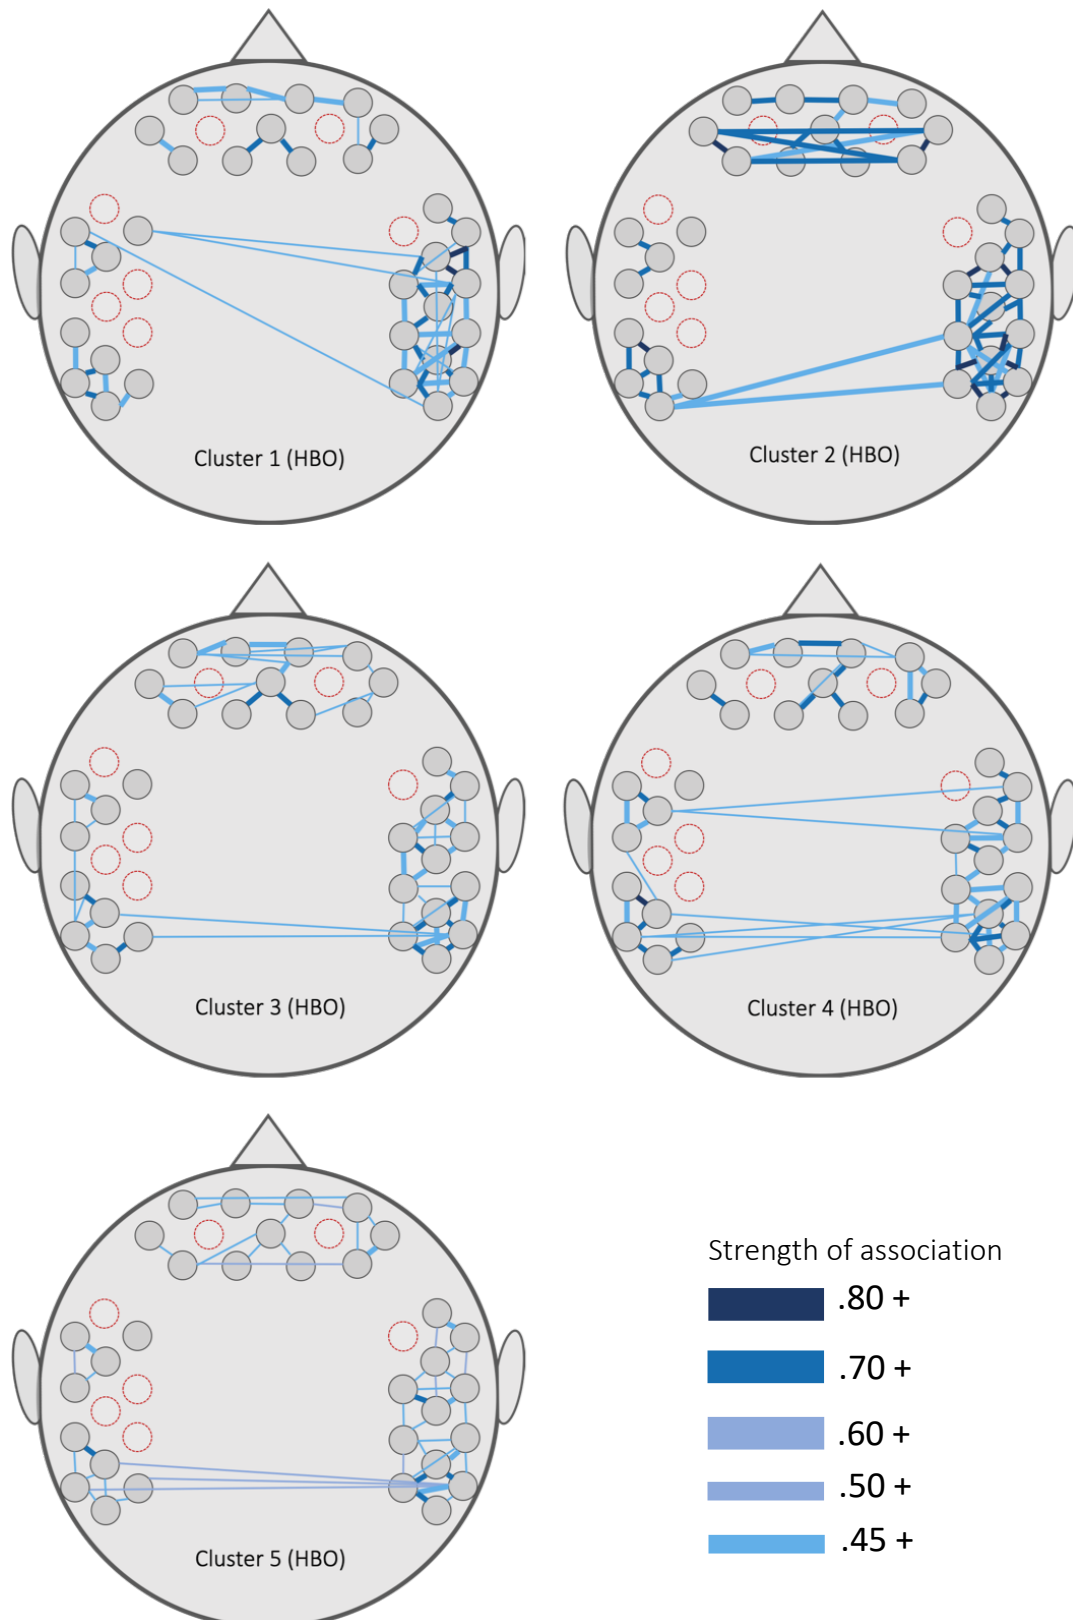 Cluster 1 (HBO)
Cluster 2 (HBO)
Cluster 3 (HBO)
Cluster 4 (HBO)
Cluster 5 (HBO)
Strength of association
.80 +
.70 +
.60 +
.50 +
.45 +